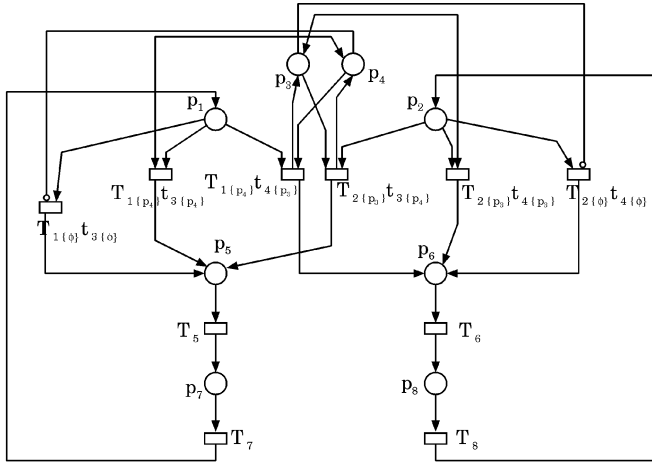 p₃ p₄
p₁ p₂
T₁{p₄}t₃{p₄} T₁{p₄}t₄{p₃} T₂{p₃}t₃{p₄} T₂{p₃}t₄{p₃} T₂{ϕ}t₄{ϕ}
T₁{ϕ}t₃{ϕ}
p₅ p₆
T₅ T₆
p₇ p₈
T₇ T₈